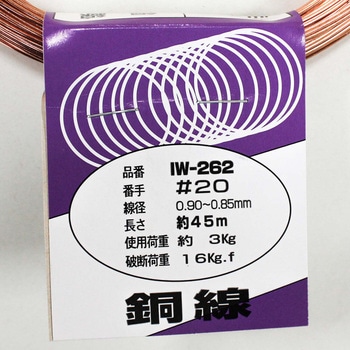 品番 IW-262
番手 #20
線径 0.90~0.85mm
長さ 約45m
使用荷重 約 3Kg
破断荷重 16Kg.f
銅線